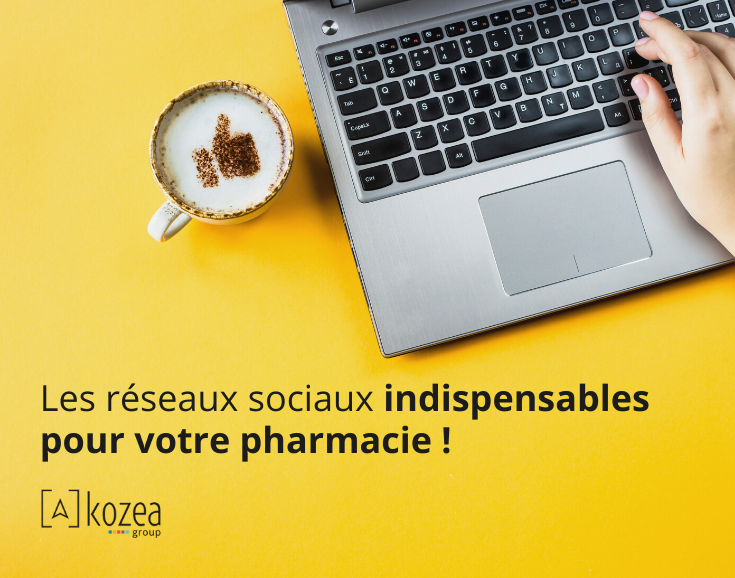 Les réseaux sociaux indispensables
pour votre pharmacie !
[A] kozea
group